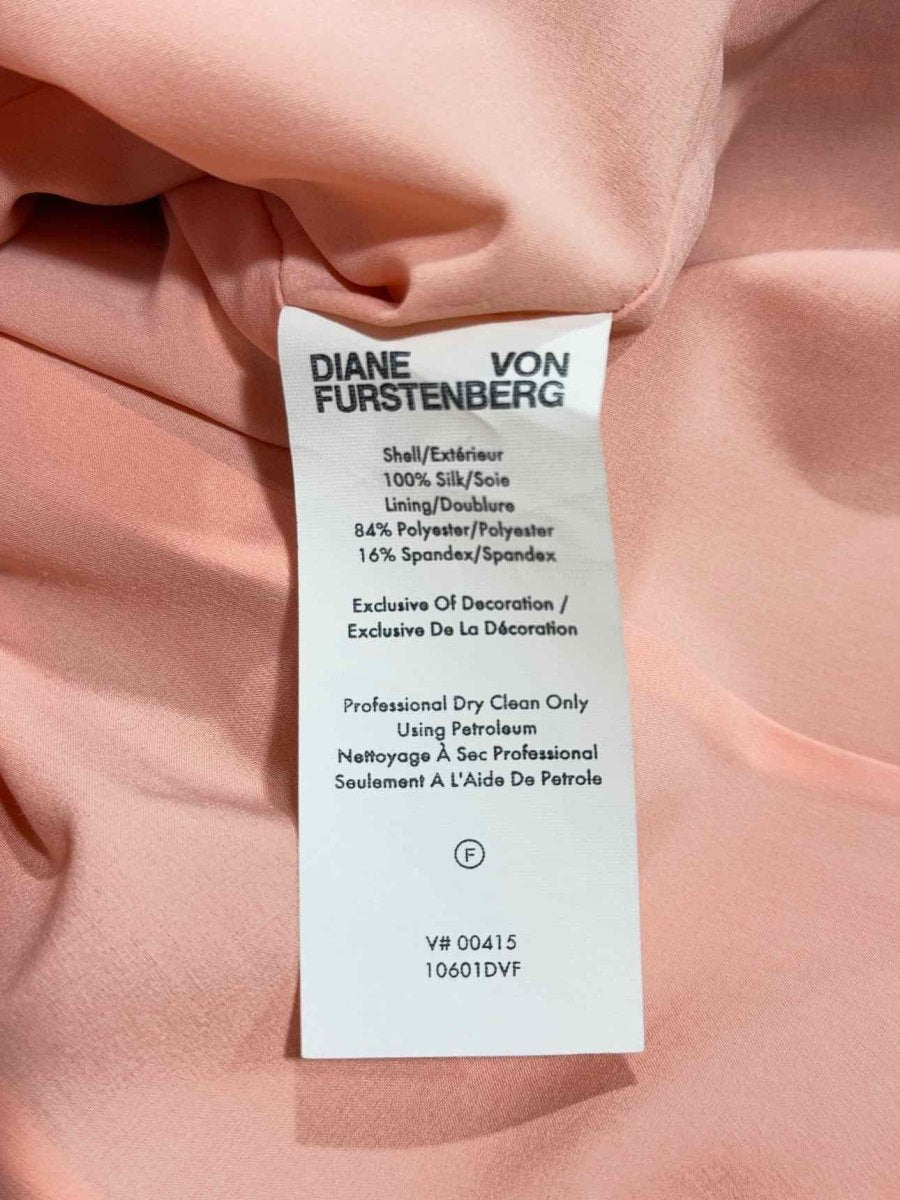 DIANE VON
FURSTENBERG
Shell/Extérieur
100% Silk/Soie
Lining/Doublure
84% Polyester/Polyester
16% Spandex/Spandex
Exclusive Of Decoration /
Exclusive De La Décoration
Professional Dry Clean Only
Using Petroleum
Nettoyage À Sec Professional
Seulement A L'Aide De Petrole
F
V# 00415
10601DVF